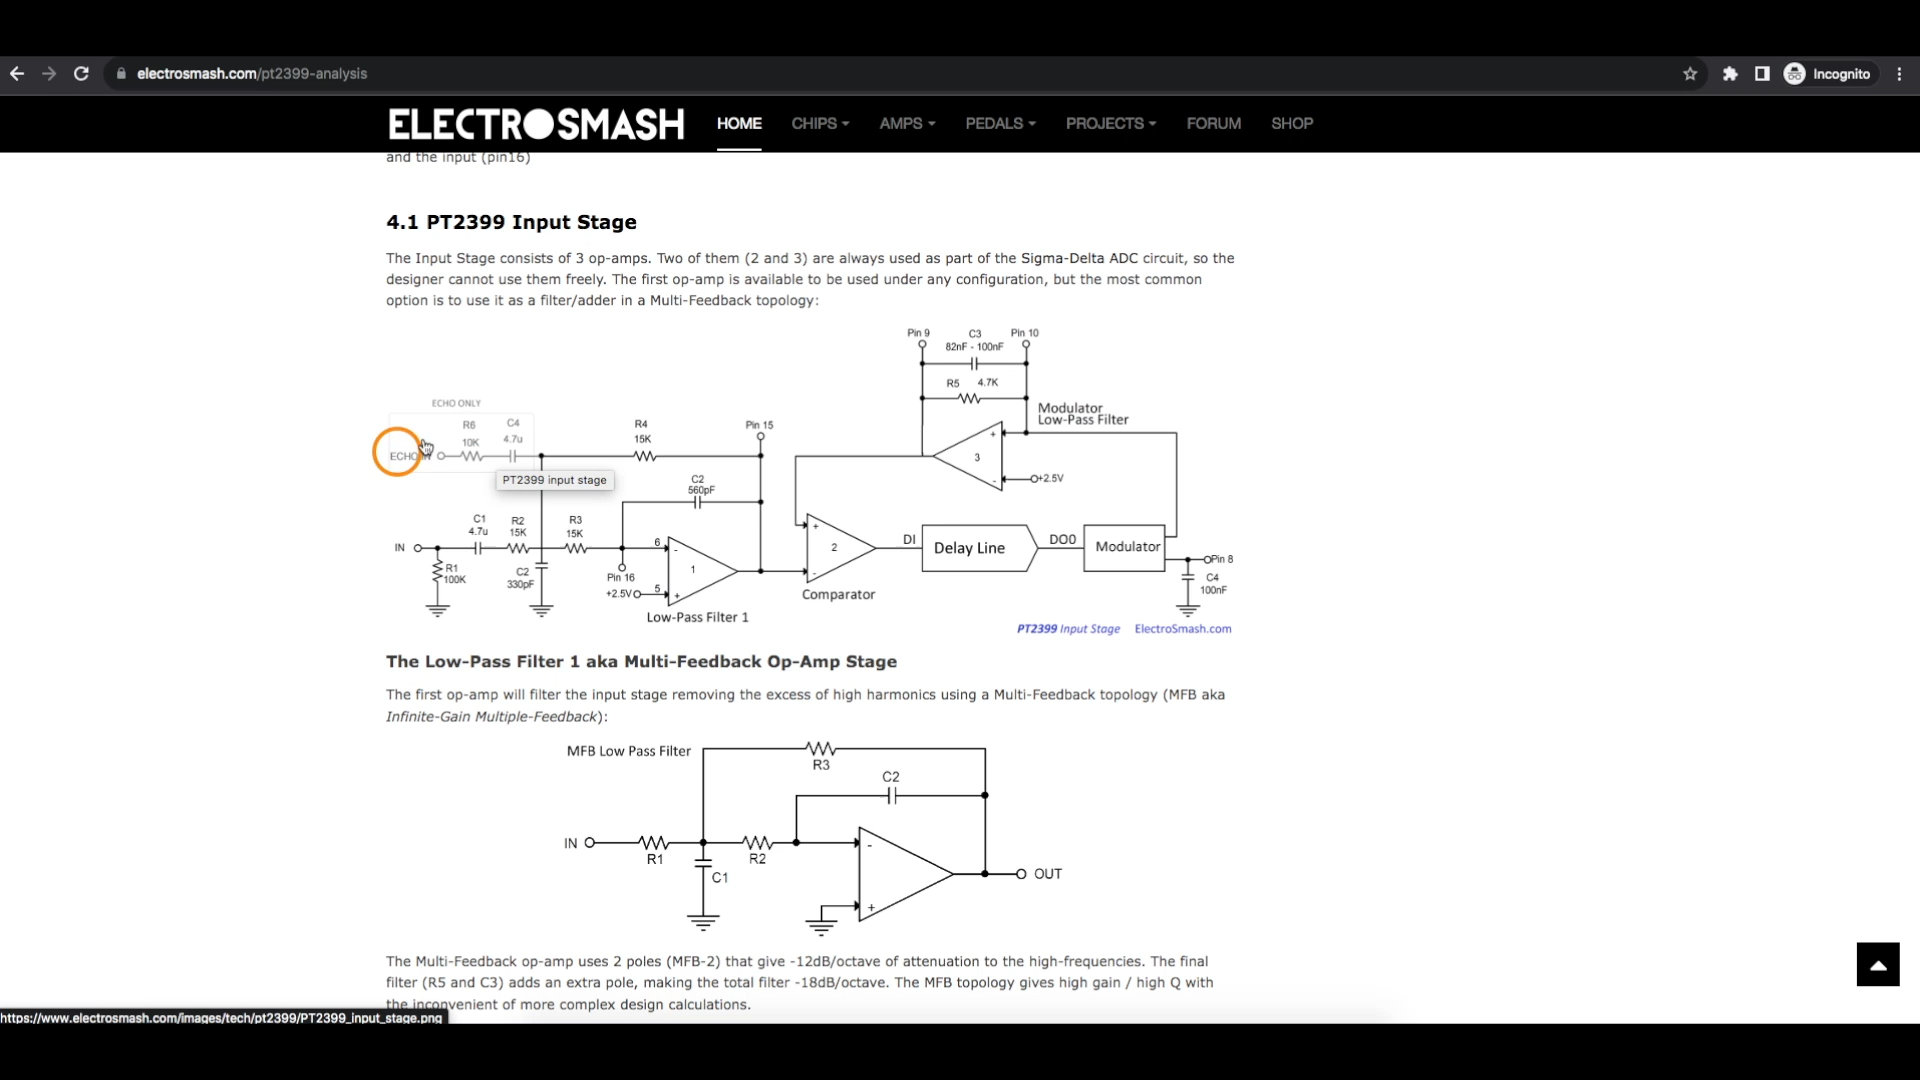 electrosmash.com/pt2399-analysis
Incognito
ELECTROSMASH HOME CHIPS AMPS PEDALS PROJECTS FORUM SHOP
and the input (pin16)
4.1 PT2399 Input Stage
The Input Stage consists of 3 op-amps. Two of them (2 and 3) are always used as part of the Sigma-Delta ADC circuit, so the
designer cannot use them freely. The first op-amp is available to be used under any configuration, but the most common
option is to use it as a filter/adder in a Multi-Feedback topology:
Pin 9 C3 Pin 10
82nF - 100nF
R5 4.7K
Modulator
Low-Pass Filter
ECHO ONLY
R6 C4 R4 Pin 15
10K 4.7u 15K
+
3
ECHO
-
+2.5V
PT2399 input stage
C2
560pF
C1 R2 R3
4.7u 15K 15K
+
2
-
IN
6
-
DI Delay Line DO0 Modulator
Pin 8
R1
100K
C2
330pF
Pin 16
1
C4
100nF
+2.5V 5
+
Comparator
Low-Pass Filter 1
PT2399 Input Stage ElectroSmash.com
The Low-Pass Filter 1 aka Multi-Feedback Op-Amp Stage
The first op-amp will filter the input stage removing the excess of high harmonics using a Multi-Feedback topology (MFB aka
Infinite-Gain Multiple-Feedback):
MFB Low Pass Filter
R3
C2
IN
R1 R2
-
C1
OUT
+
The Multi-Feedback op-amp uses 2 poles (MFB-2) that give -12dB/octave of attenuation to the high-frequencies. The final
filter (R5 and C3) adds an extra pole, making the total filter -18dB/octave. The MFB topology gives high gain / high Q with
the inconvenient of more complex design calculations.
https://www.electrosmash.com/images/tech/pt2399/PT2399_input_stage.png